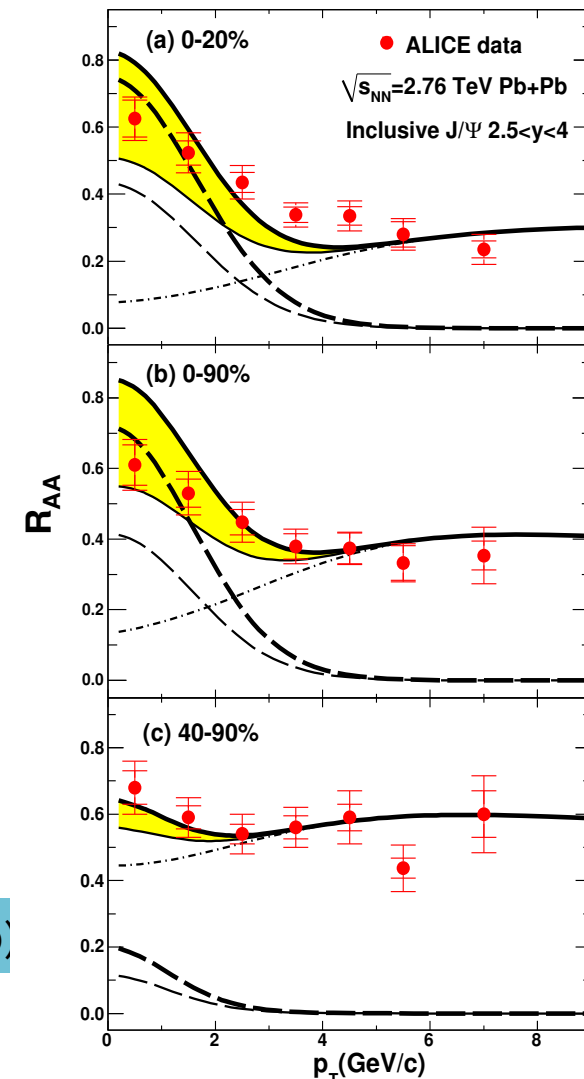 (a) 0-20%
ALICE data
√sNN=2.76 TeV Pb+Pb
Inclusive J/Ψ 2.5<y<4
0.8
0.6
0.4
0.2
0.0
(b) 0-90%
0.8
0.6
0.4
0.2
0.0
RAA
(c) 40-90%
0.8
0.6
0.4
0.2
0.0
0 2 4 6 8
pT(GeV/c)
)